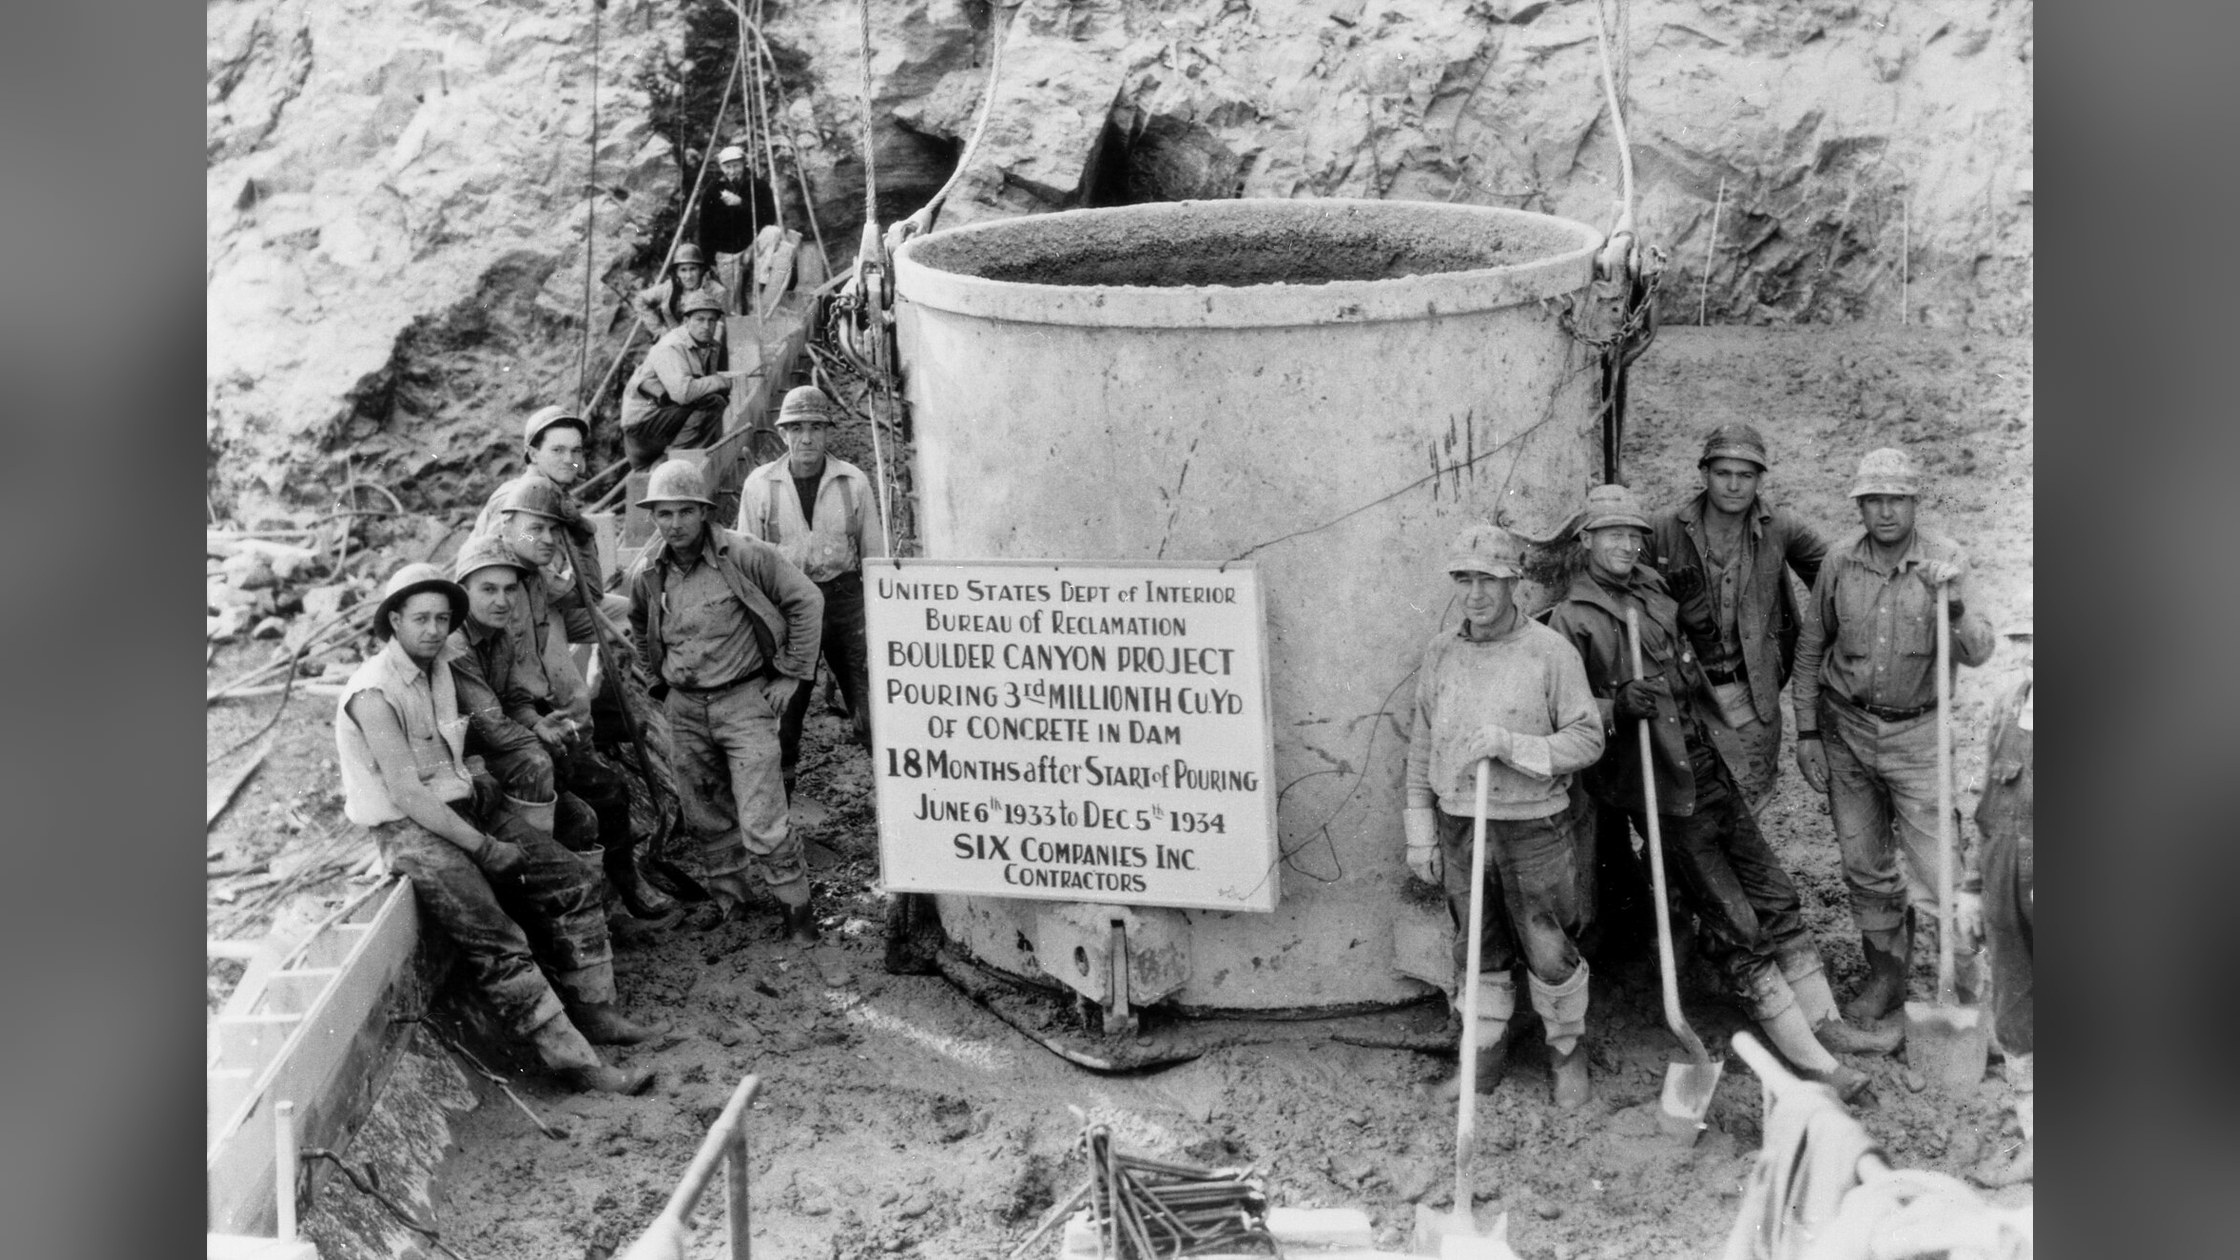 UNITED STATES DEPT of INTERIOR
BUREAU of RECLAMATION
BOULDER CANYON PROJECT
POURING 3rd MILLIONTH CU.YD.
OF CONCRETE IN DAM
18 MONTHS after START of POURING
JUNE 6th 1933 to DEC. 5th 1934
SIX COMPANIES INC.
CONTRACTORS